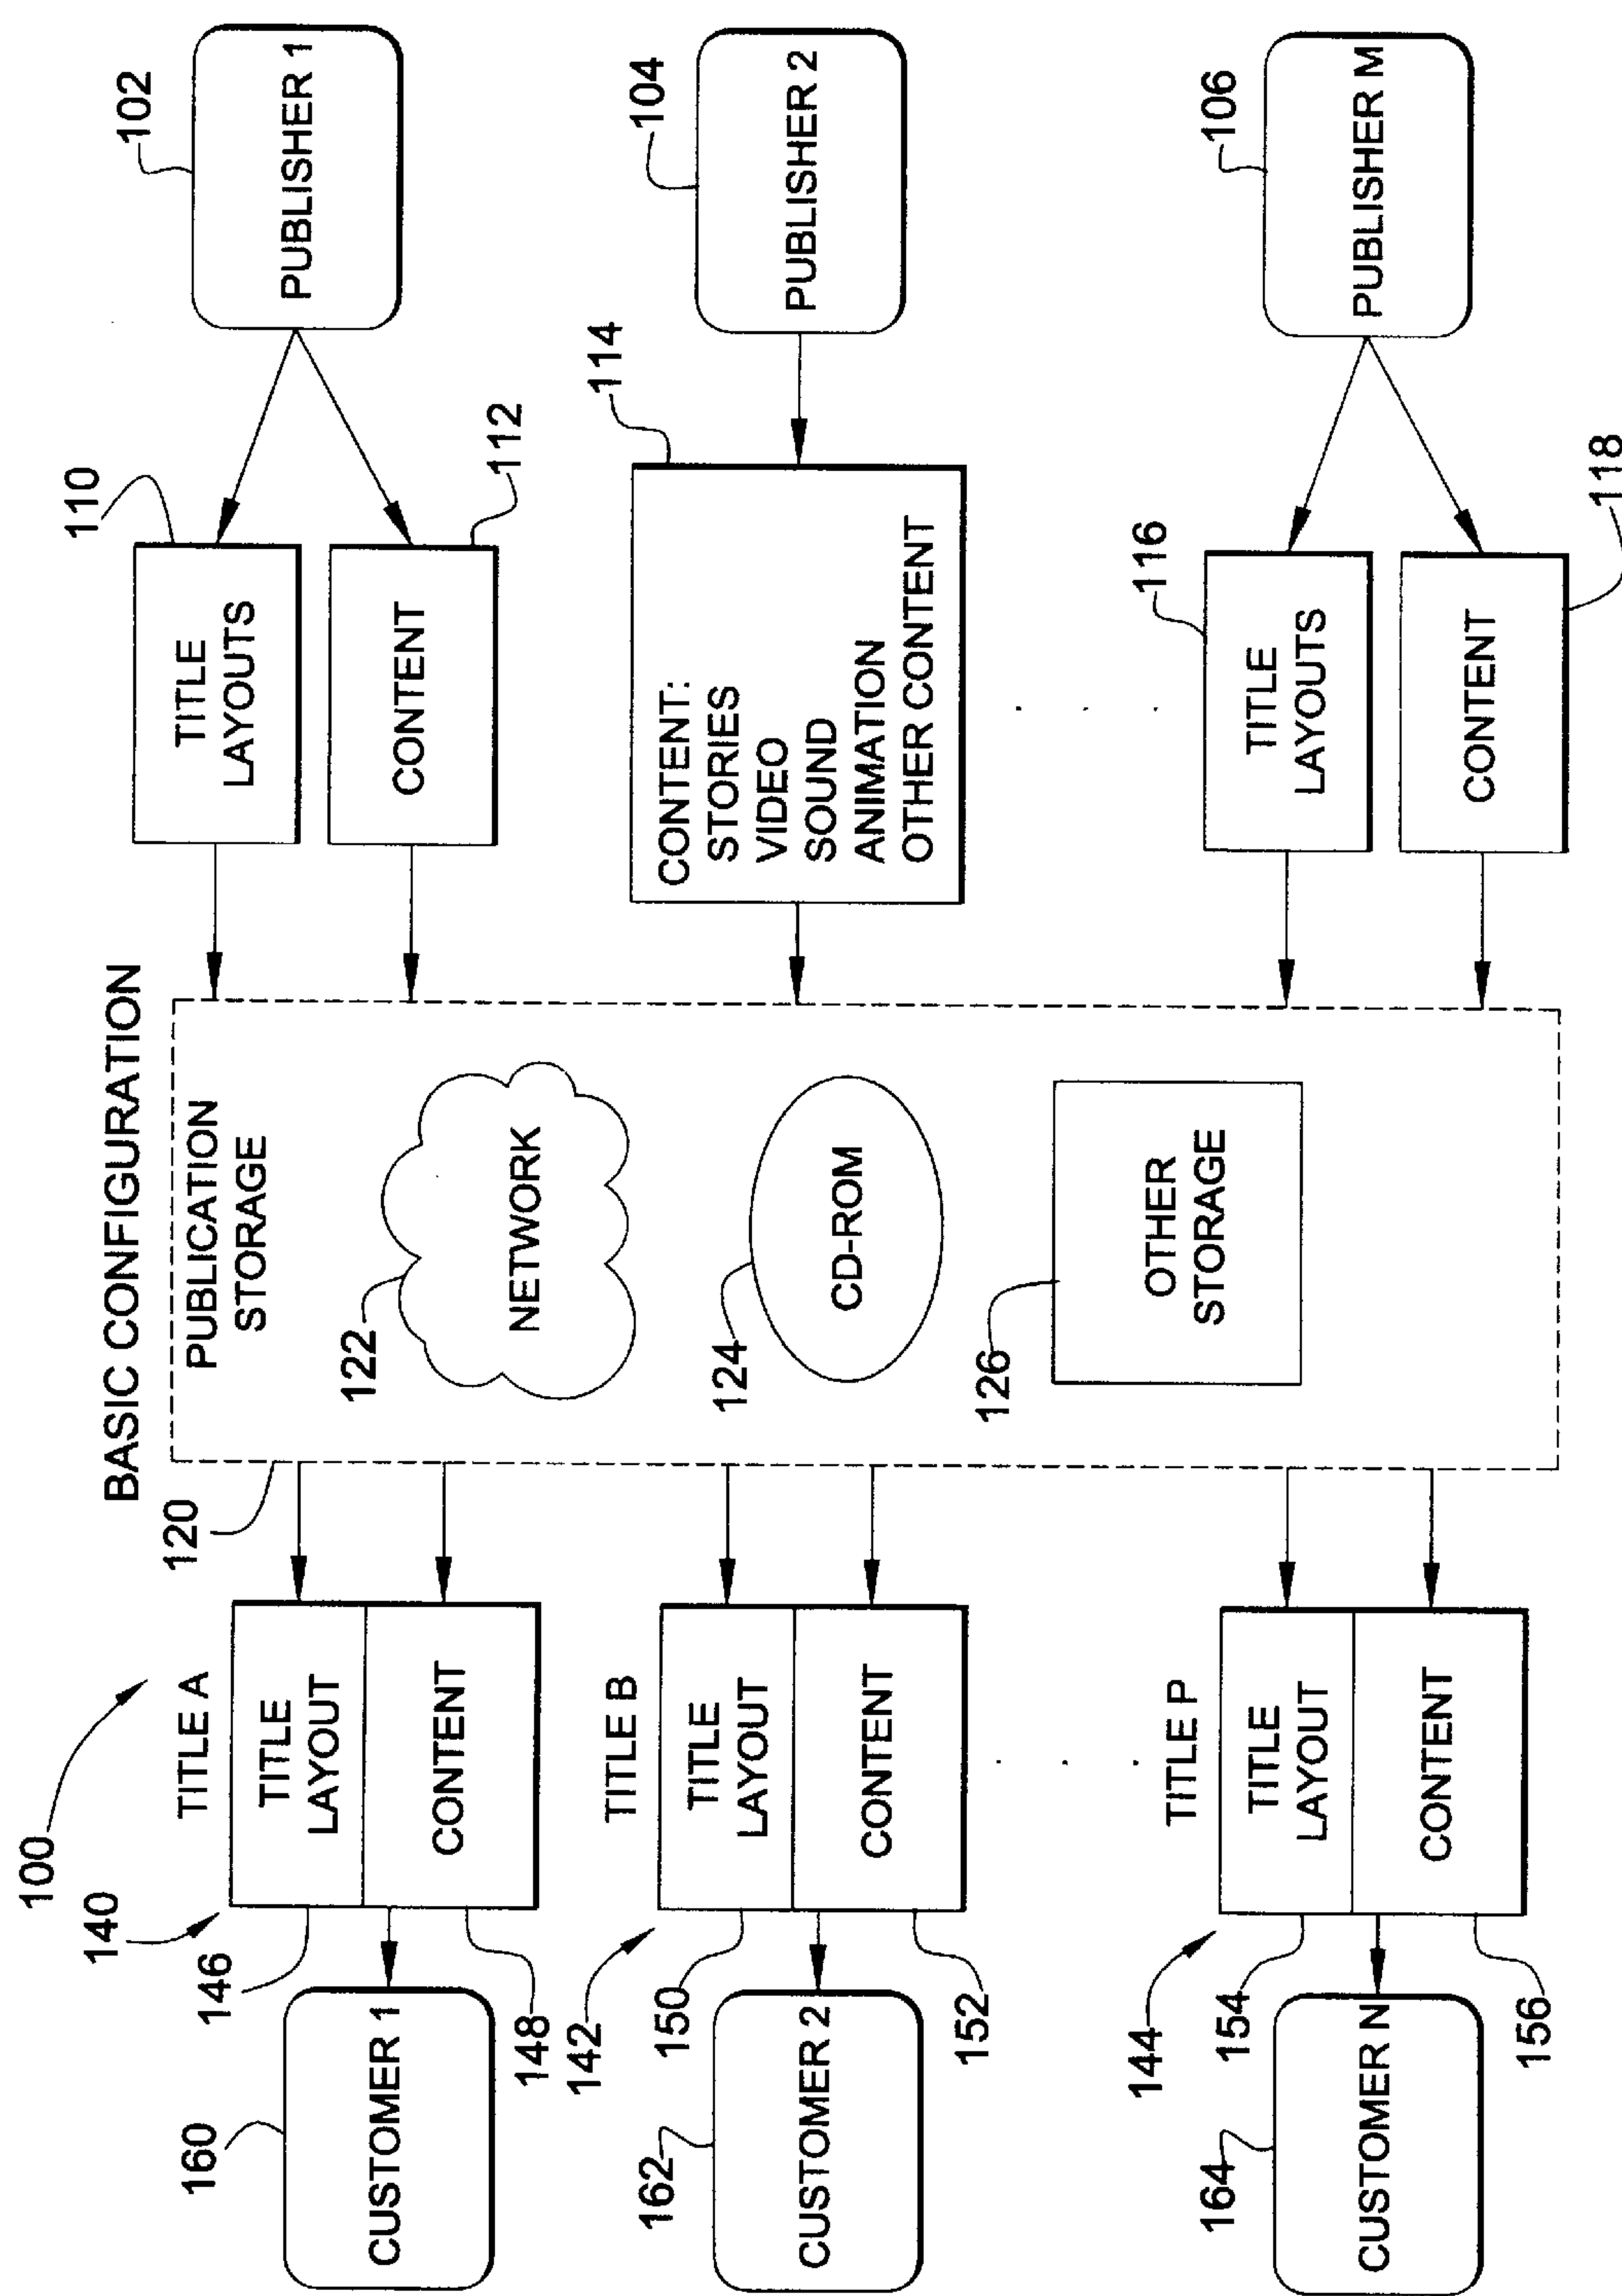 BASIC CONFIGURATION
100
140
TITLE A
TITLE
LAYOUT
CONTENT
146
148
160
CUSTOMER 1
142
TITLE B
TITLE
LAYOUT
CONTENT
150
152
162
CUSTOMER 2
144
TITLE P
TITLE
LAYOUT
CONTENT
154
156
164
CUSTOMER N
120
PUBLICATION
STORAGE
122
NETWORK
124
CD-ROM
126
OTHER
STORAGE
110
TITLE
LAYOUTS
112
CONTENT
102
PUBLISHER 1
114
CONTENT:
STORIES
VIDEO
SOUND
ANIMATION
OTHER CONTENT
104
PUBLISHER 2
116
TITLE
LAYOUTS
118
CONTENT
106
PUBLISHER M